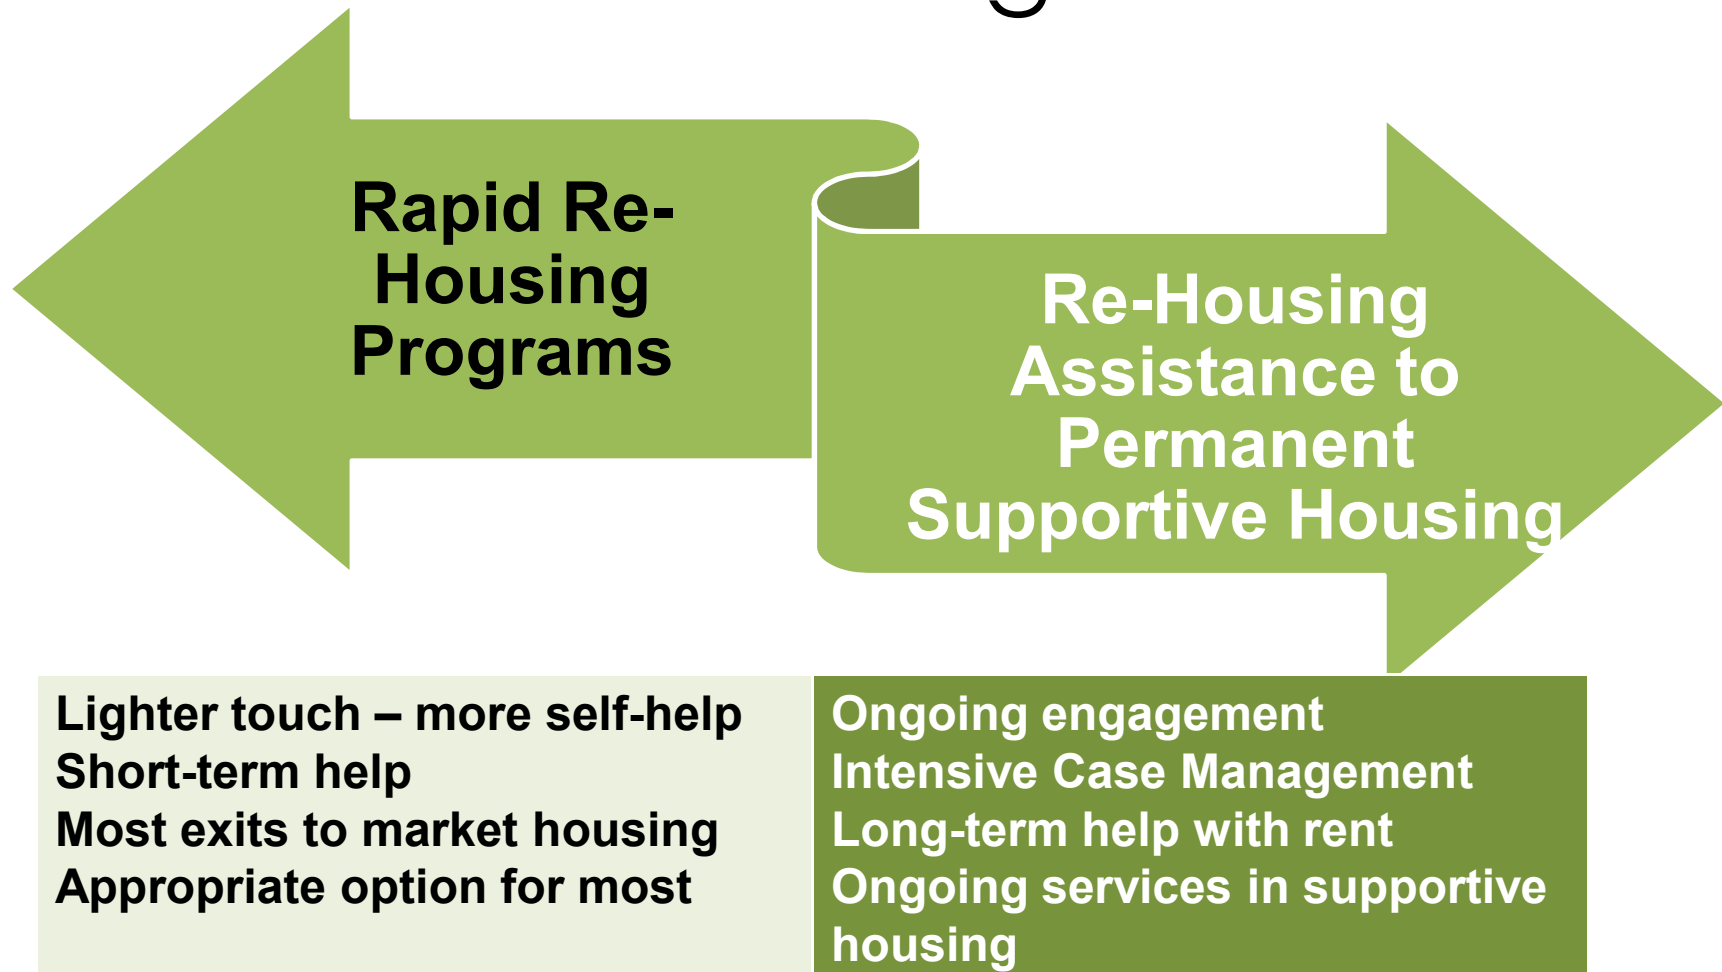 Rapid Re-
Housing
Programs
Re-Housing
Assistance to
Permanent
Supportive Housing
Lighter touch – more self-help
Short-term help
Most exits to market housing
Appropriate option for most
Ongoing engagement
Intensive Case Management
Long-term help with rent
Ongoing services in supportive
housing